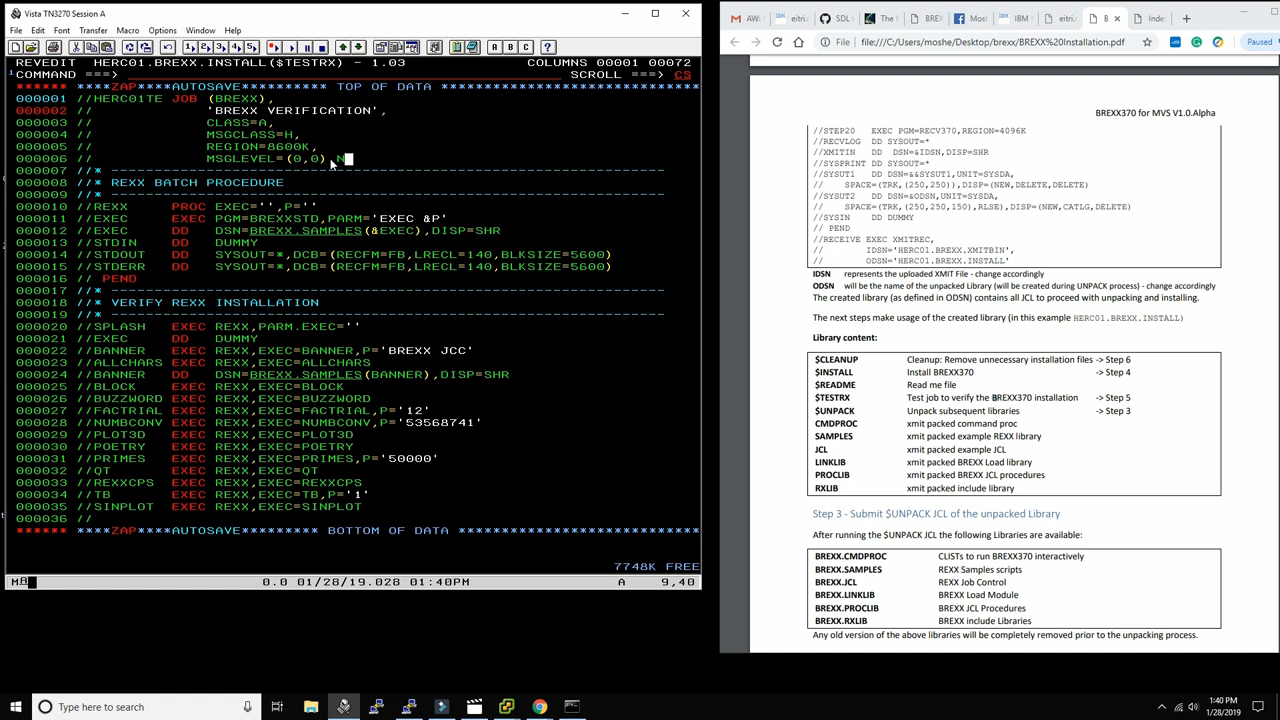 Vista TN3270 Session A
File Edit Font Transfer Macro Options Window Help
REVEDIT HERC01.BREXX.INSTALL($TESTRX) - 1.03 COLUMNS 00001 00072
COMMAND ===> SCROLL ===> CS
****** ****ZAP****AUTOSAVE********** TOP OF DATA ******************************
000001 //HERC01TE JOB (BREXX),
000002 // 'BREXX VERIFICATION',
000003 // CLASS=A,
000004 // MSGCLASS=H,
000005 // REGION=8600K,
000006 // MSGLEVEL=(0,0) N
000007 //* ----------------------------------------------------------------
000008 //* REXX BATCH PROCEDURE
000009 //* ----------------------------------------------------------------
000010 //REXX PROC EXEC='',P=''
000011 //EXEC EXEC PGM=BREXXSTD,PARM='EXEC &P'
000012 //EXEC DD DSN=BREXX.SAMPLES(&EXEC),DISP=SHR
000013 //STDIN DD DUMMY
000014 //STDOUT DD SYSOUT=*,DCB=(RECFM=FB,LRECL=140,BLKSIZE=5600)
000015 //STDERR DD SYSOUT=*,DCB=(RECFM=FB,LRECL=140,BLKSIZE=5600)
000016 // PEND
000017 //* ----------------------------------------------------------------
000018 //* VERIFY REXX INSTALLATION
000019 //* ----------------------------------------------------------------
000020 //SPLASH EXEC REXX,PARM.EXEC=''
000021 //EXEC DD DUMMY
000022 //BANNER EXEC REXX,EXEC=BANNER,P='BREXX JCC'
000023 //ALLCHARS EXEC REXX,EXEC=ALLCHARS
000024 //BANNER DD DSN=BREXX.SAMPLES(BANNER),DISP=SHR
000025 //BLOCK EXEC REXX,EXEC=BLOCK
000026 //BUZZWORD EXEC REXX,EXEC=BUZZWORD
000027 //FACTRIAL EXEC REXX,EXEC=FACTRIAL,P='12'
000028 //NUMBCONV EXEC REXX,EXEC=NUMBCONV,P='53568741'
000029 //PLOT3D EXEC REXX,EXEC=PLOT3D
000030 //POETRY EXEC REXX,EXEC=POETRY
000031 //PRIMES EXEC REXX,EXEC=PRIMES,P='50000'
000032 //QT EXEC REXX,EXEC=QT
000033 //REXXCPS EXEC REXX,EXEC=REXXCPS
000034 //TB EXEC REXX,EXEC=TB,P='1'
000035 //SINPLOT EXEC REXX,EXEC=SINPLOT
000036 //
****** ****ZAP****AUTOSAVE********** BOTTOM OF DATA ***************************
7748K FREE
0.0 01/28/19.028 01:40PM A 9,40
AWS eitri. SDL The BRE Mosh IBM eitri. B Inde
File file:///C:/Users/moshe/Desktop/brexx/BREXX%20Installation.pdf Paused
BREXX370 for MVS V1.0.Alpha
//STEP20 EXEC PGM=RECV370,REGION=4096K
//RECVLOG DD SYSOUT=*
//XMITIN DD DSN=&IDSN,DISP=SHR
//SYSPRINT DD SYSOUT=*
//SYSUT1 DD DSN=&&SYSUT1,UNIT=SYSDA,
// SPACE=(TRK,(250,250)),DISP=(NEW,DELETE,DELETE)
//SYSUT2 DD DSN=&ODSN,UNIT=SYSDA,
// SPACE=(TRK,(250,250,150),RLSE),DISP=(NEW,CATLG,DELETE)
//SYSIN DD DUMMY
// PEND
//RECEIVE EXEC XMITREC,
// IDSN='HERC01.BREXX.XMITBIN',
// ODSN='HERC01.BREXX.INSTALL'
IDSN represents the uploaded XMIT File - change accordingly
ODSN will be the name of the unpacked Library (will be created during UNPACK process) - change accordingly
The created library (as defined in ODSN) contains all JCL to proceed with unpacking and installing.
The next steps make usage of the created library (in this example HERC01.BREXX.INSTALL)
Library content:
$CLEANUP Cleanup: Remove unnecessary installation files -> Step 6
$INSTALL Install BREXX370 -> Step 4
$README Read me file
$TESTRX Test job to verify the BREXX370 installation -> Step 5
$UNPACK Unpack subsequent libraries -> Step 3
CMDPROC xmit packed command proc
SAMPLES xmit packed example REXX library
JCL xmit packed example JCL
LINKLIB xmit packed BREXX Load library
PROCLIB xmit packed BREXX JCL procedures
RXLIB xmit packed include library
Step 3 - Submit $UNPACK JCL of the unpacked Library
After running the $UNPACK JCL the following Libraries are available:
BREXX.CMDPROC CLISTs to run BREXX370 interactively
BREXX.SAMPLES REXX Samples scripts
BREXX.JCL REXX Job Control
BREXX.LINKLIB BREXX Load Module
BREXX.PROCLIB BREXX JCL Procedures
BREXX.RXLIB BREXX include Libraries
Any old version of the above libraries will be completely removed prior to the unpacking process.
Type here to search
1:40 PM
1/28/2019